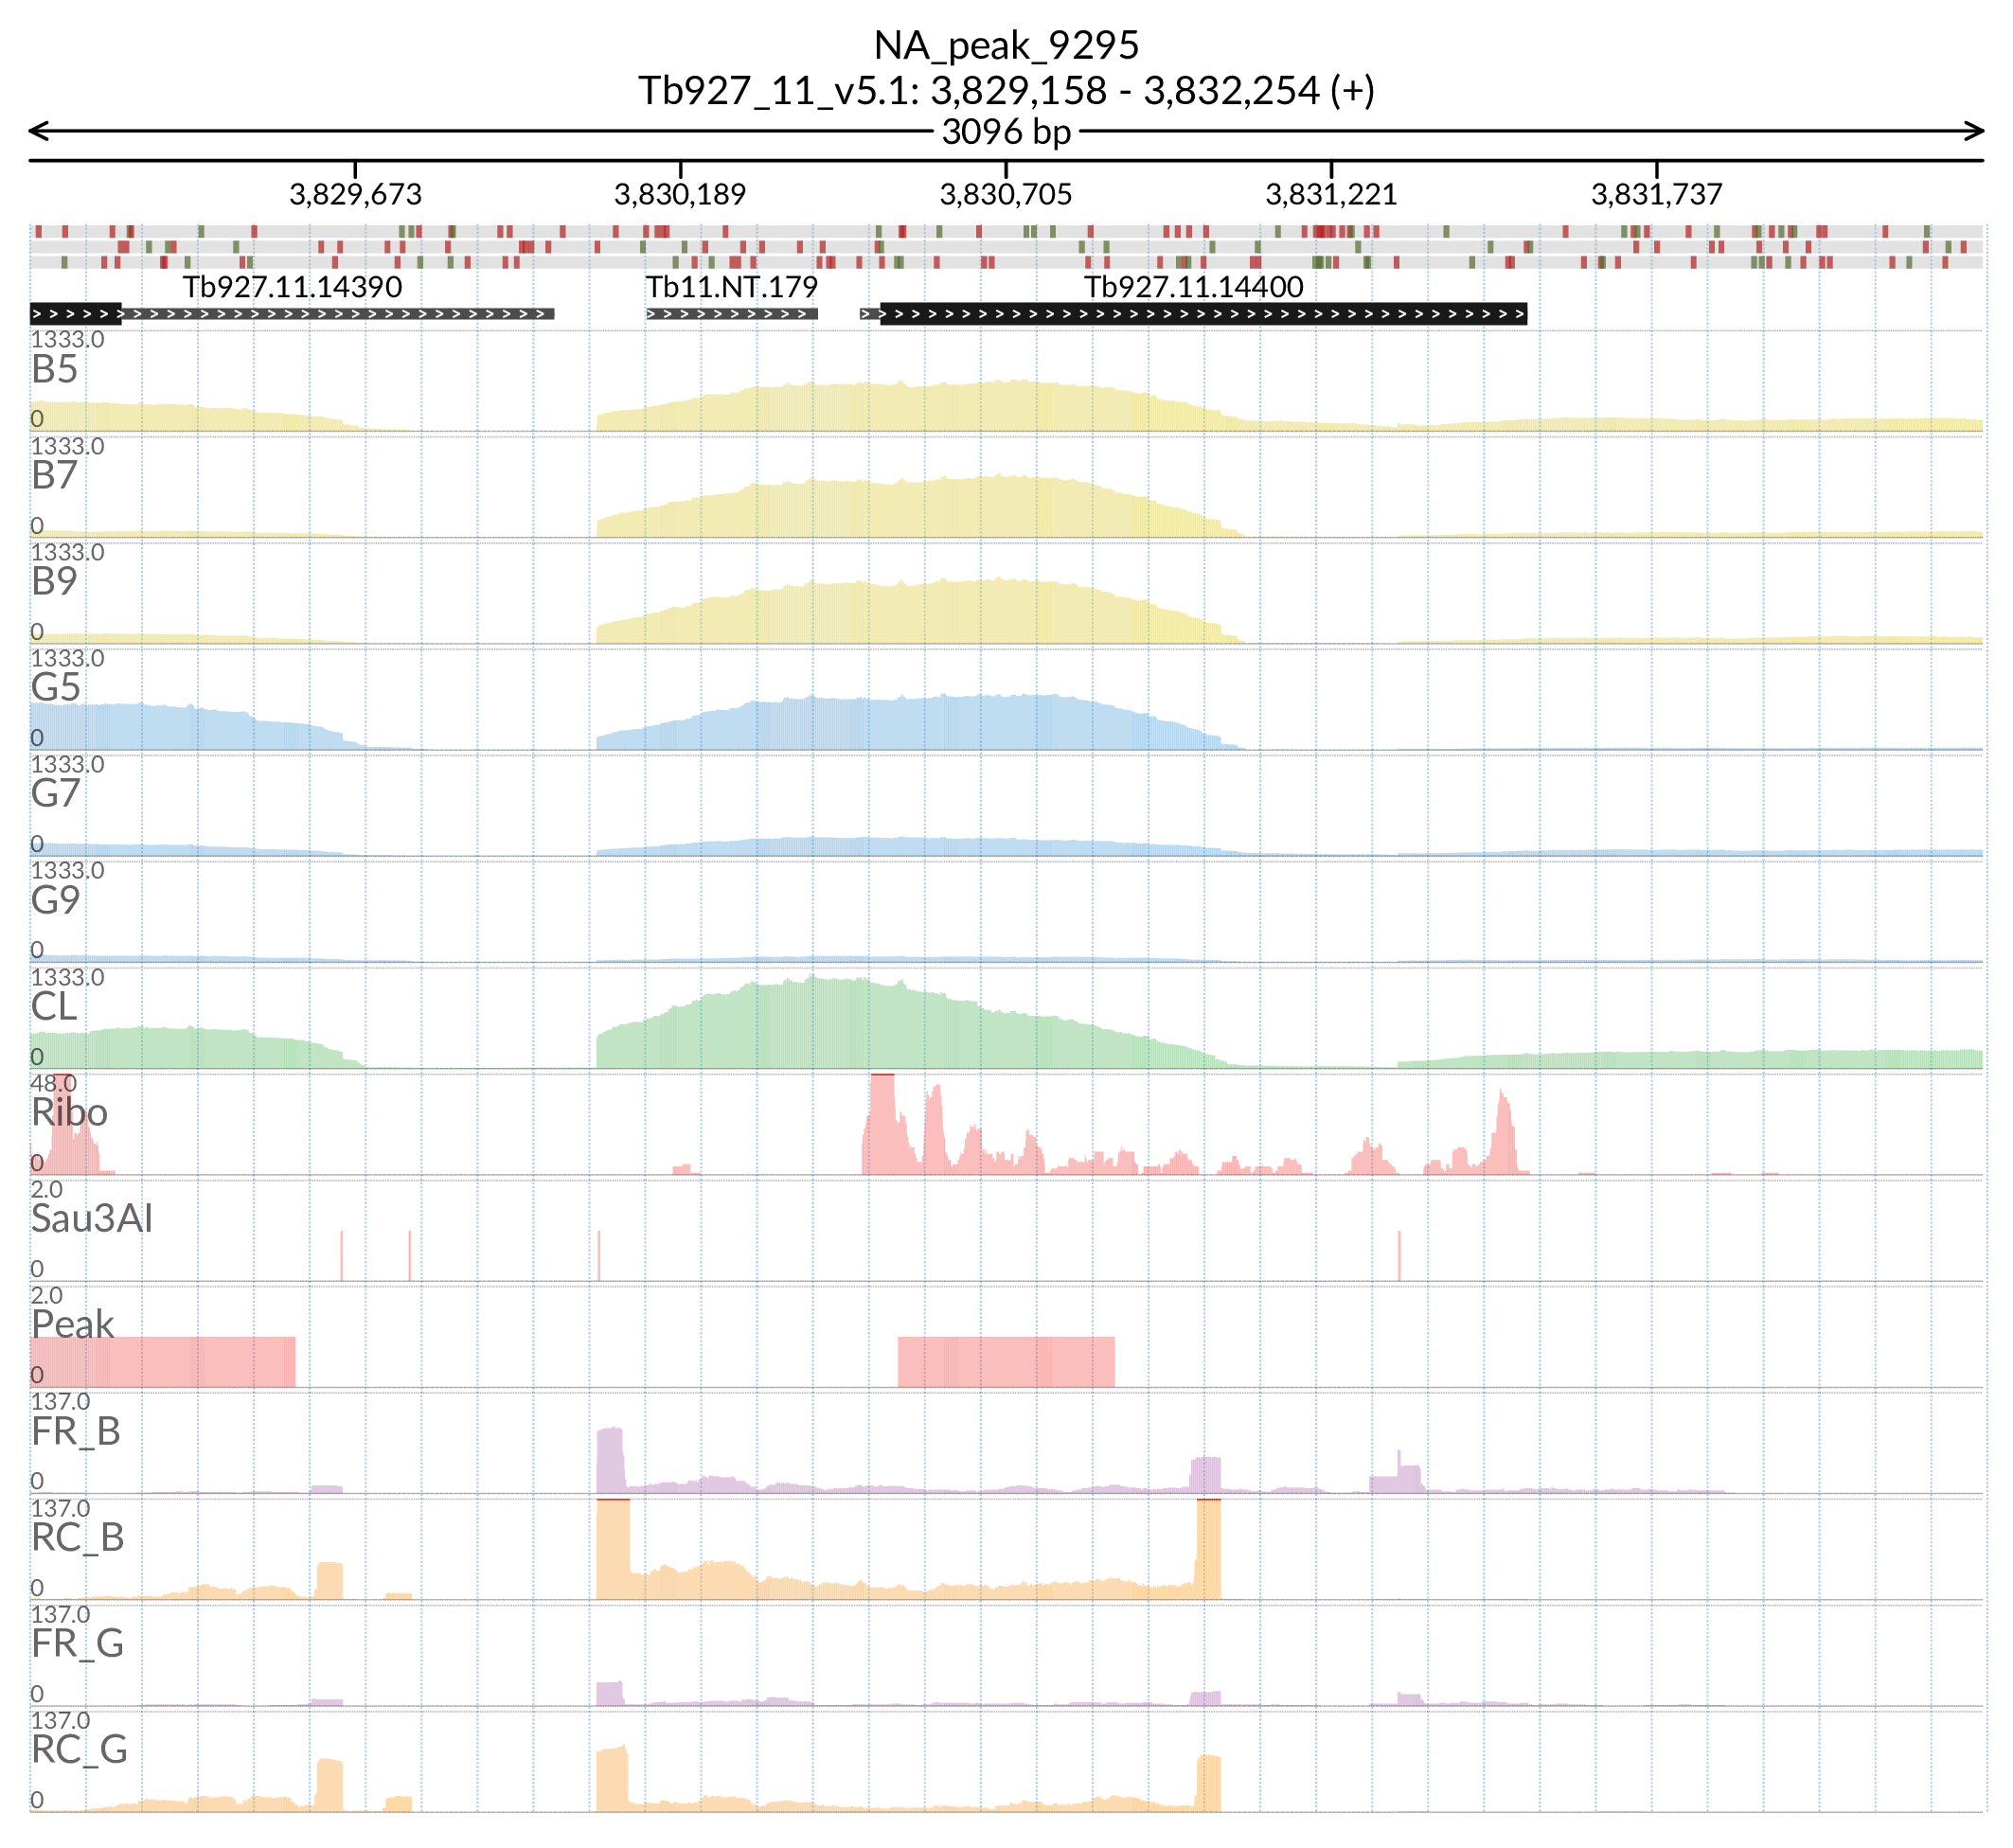 NA_peak_9295
Tb927_11_v5.1: 3,829,158 - 3,832,254 (+)
3096 bp
3,829,673 3,830,189 3,830,705 3,831,221 3,831,737
Tb927.11.14390 Tb11.NT.179 Tb927.11.14400
1333.0
B5
0
1333.0
B7
0
1333.0
B9
0
1333.0
G5
0
1333.0
G7
0
1333.0
G9
0
1333.0
CL
0
48.0
Ribo
0
2.0
Sau3AI
0
2.0
Peak
0
137.0
FR_B
0
137.0
RC_B
0
137.0
FR_G
0
137.0
RC_G
0